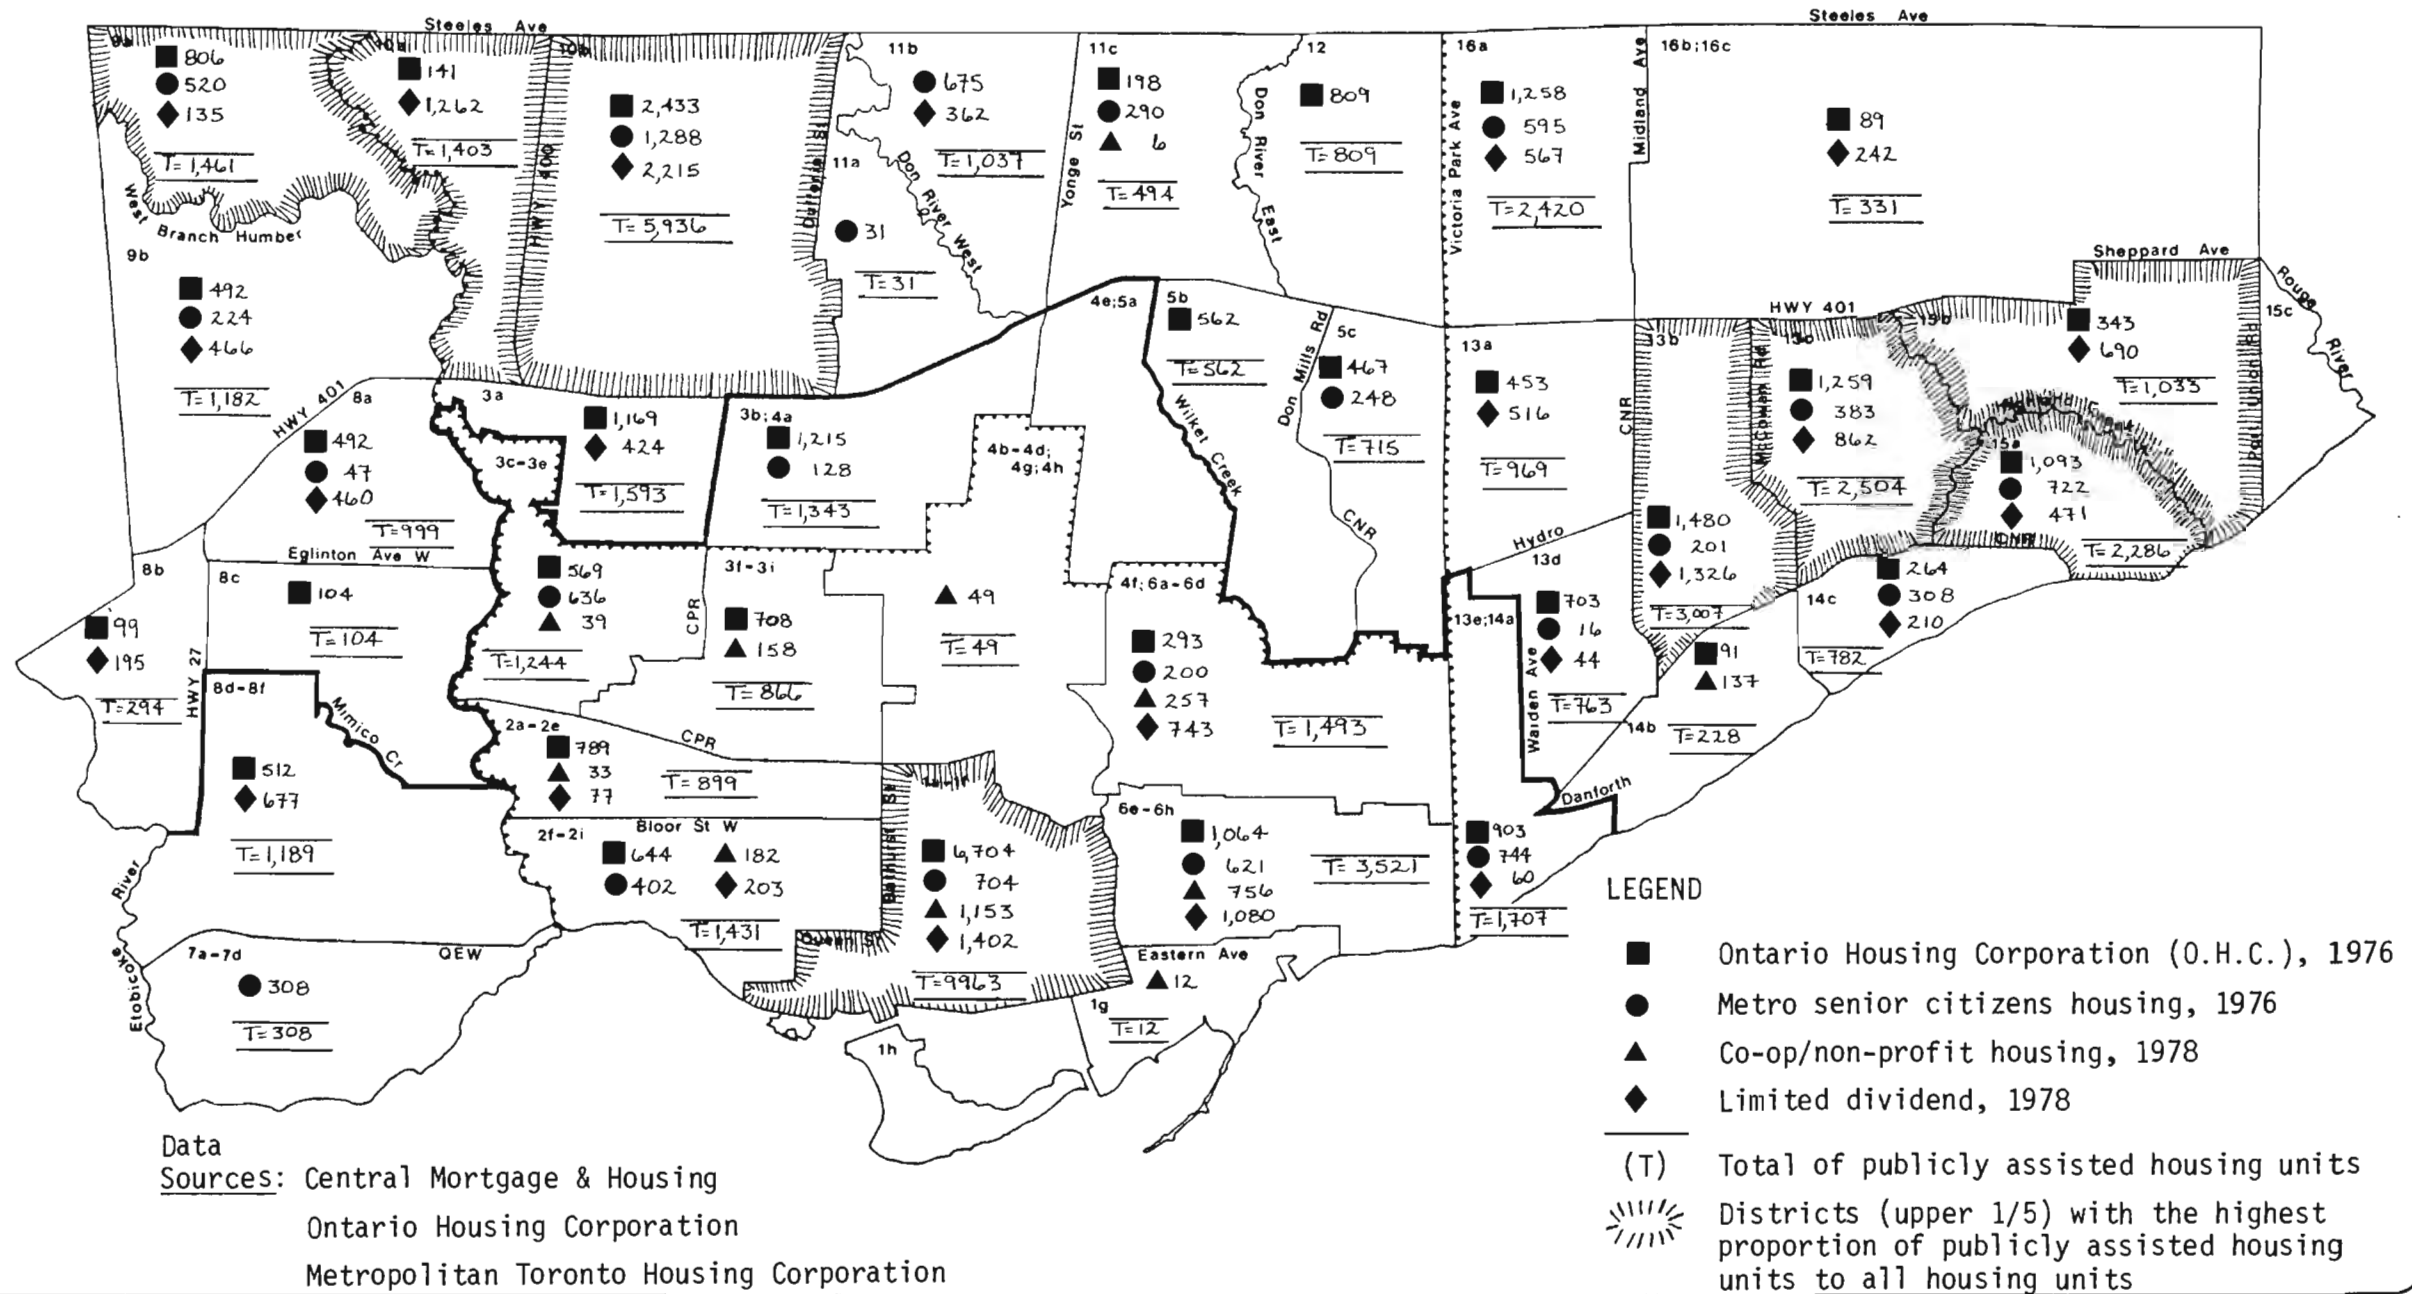 Steeles Ave
Steeles Ave
9a
806
520
135
T=1,461
10a
141
1,262
T=1,403
HWY 400
10b
2,433
1,288
2,215
T=5,936
Dufferin St
11a
31
T=31
11b
675
362
T=1,037
Don River West
Yonge St
11c
198
290
6
T=494
12
809
T=809
Don River East
Victoria Park Ave
16a
1,258
595
567
T=2,420
Midland Ave
16b;16c
89
242
T=331
Sheppard Ave
Rouge River
15c
West Branch Humber
9b
492
224
466
T=1,182
HWY 401
8a
492
47
460
T=999
3a
1,169
424
T=1,593
3c-3e
3b;4a
1,215
128
T=1,343
4b-4d;
4g;4h
4e;5a
5b
562
T=562
Wilket Creek
Don Mills Rd
5c
467
248
T=715
CNR
13a
453
516
T=969
CNR
Hydro
HWY 401
13b
1,480
201
1,326
T=3,007
McCowan Rd
13c
1,259
383
862
T=2,504
15b
343
690
T=1,033
Port Union Rd
Highland Creek
15a
1,093
722
471
T=2,286
CNR
Eglinton Ave W
8b
99
195
T=294
HWY 27
8c
104
T=104
569
636
39
T=1,244
CPR
3f-3i
708
158
T=866
49
T=49
4f;6a-6d
293
200
257
743
T=1,493
13e;14a
903
744
60
T=1,707
Warden Ave
13d
703
16
44
T=763
14b
91
137
T=228
Danforth
14c
264
308
210
T=782
8d-8f
512
677
T=1,189
Mimico Cr
2a-2e
789
33
77
T=899
CPR
Bloor St W
2f-2i
644
402
182
203
T=1,431
Bathurst St
Queen St
1a-1f
6,704
704
1,153
1,402
T=9963
6e-6h
1,064
621
756
1,080
T=3,521
Eastern Ave
12
1g
T=12
1h
Etobicoke River
7a-7d
QEW
308
T=308
LEGEND
Ontario Housing Corporation (O.H.C.), 1976
Metro senior citizens housing, 1976
Co-op/non-profit housing, 1978
Limited dividend, 1978
(T) Total of publicly assisted housing units
Districts (upper 1/5) with the highest
proportion of publicly assisted housing
units to all housing units
Data
Sources: Central Mortgage & Housing
Ontario Housing Corporation
Metropolitan Toronto Housing Corporation